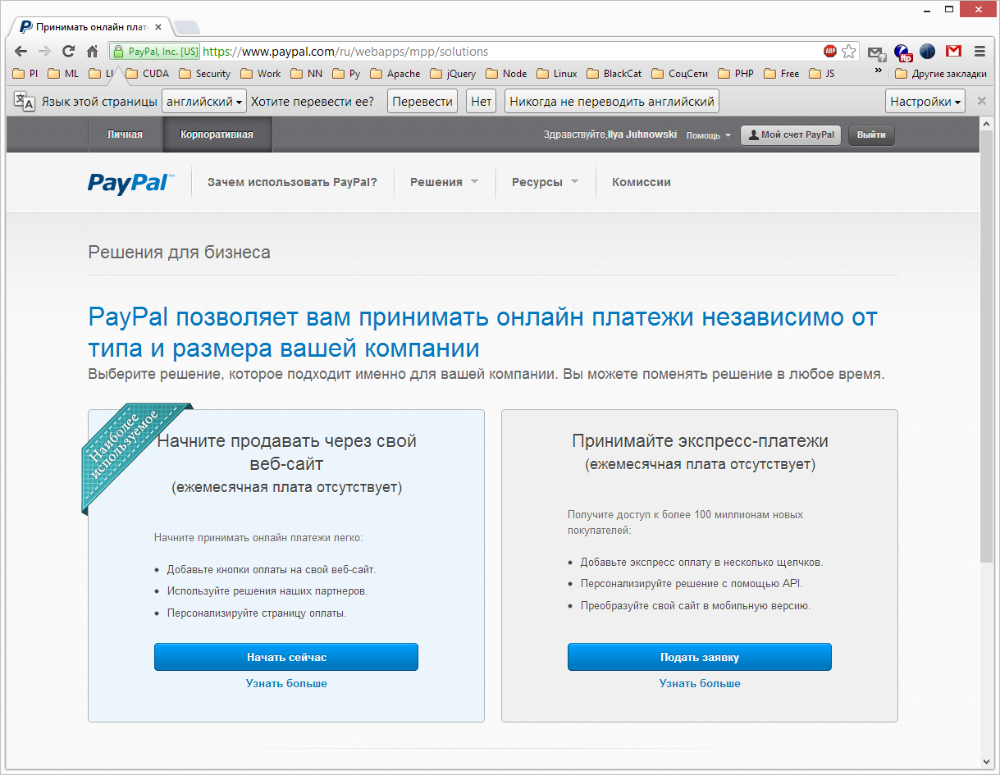 Принимать онлайн плат
PayPal, Inc. [US] https://www.paypal.com/ru/webapps/mpp/solutions ABP
PI ML LI CUDA Security Work NN Py Apache jQuery Node Linux BlackCat СоцСети PHP Free JS » Другие закладки
Язык этой страницы английский Хотите перевести ее? Перевести Нет Никогда не переводить английский Настройки
Личная Корпоративная Здравствуйте,Ilya Juhnowski Помощь Мой счет PayPal Выйти
PayPal™ Зачем использовать PayPal? Решения Ресурсы Комиссии
Решения для бизнеса
PayPal позволяет вам принимать онлайн платежи независимо от
типа и размера вашей компании
Выберите решение, которое подходит именно для вашей компании. Вы можете поменять решение в любое время.
Наиболее
используемое
Начните продавать через свой
веб-сайт
(ежемесячная плата отсутствует)
Начните принимать онлайн платежи легко:
Добавьте кнопки оплаты на свой веб-сайт.
Используйте решения наших партнеров.
Персонализируйте страницу оплаты.
Начать сейчас
Узнать больше
Принимайте экспресс-платежи
(ежемесячная плата отсутствует)
Получите доступ к более 100 миллионам новых
покупателей:
Добавьте экспресс оплату в несколько щелчков.
Персонализируйте решение с помощью API.
Преобразуйте свой сайт в мобильную версию.
Подать заявку
Узнать больше